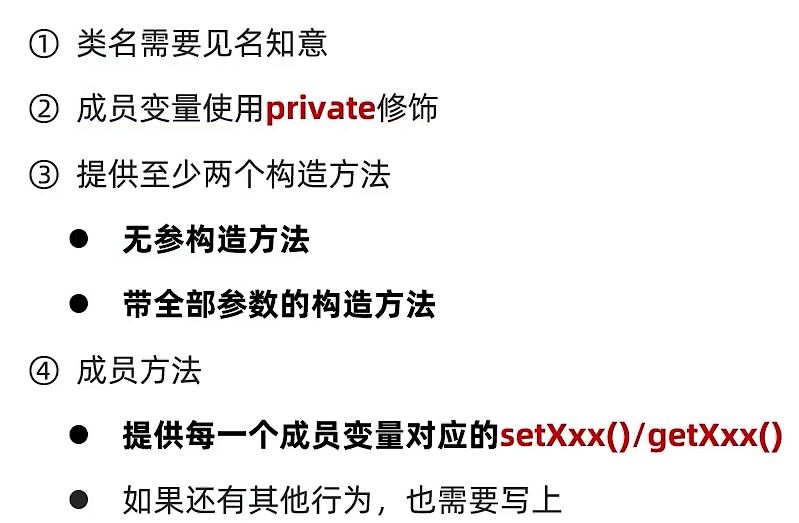 ① 类名需要见名知意
② 成员变量使用private修饰
③ 提供至少两个构造方法
● 无参构造方法
● 带全部参数的构造方法
④ 成员方法
● 提供每一个成员变量对应的setXxx()/getXxx()
● 如果还有其他行为，也需要写上